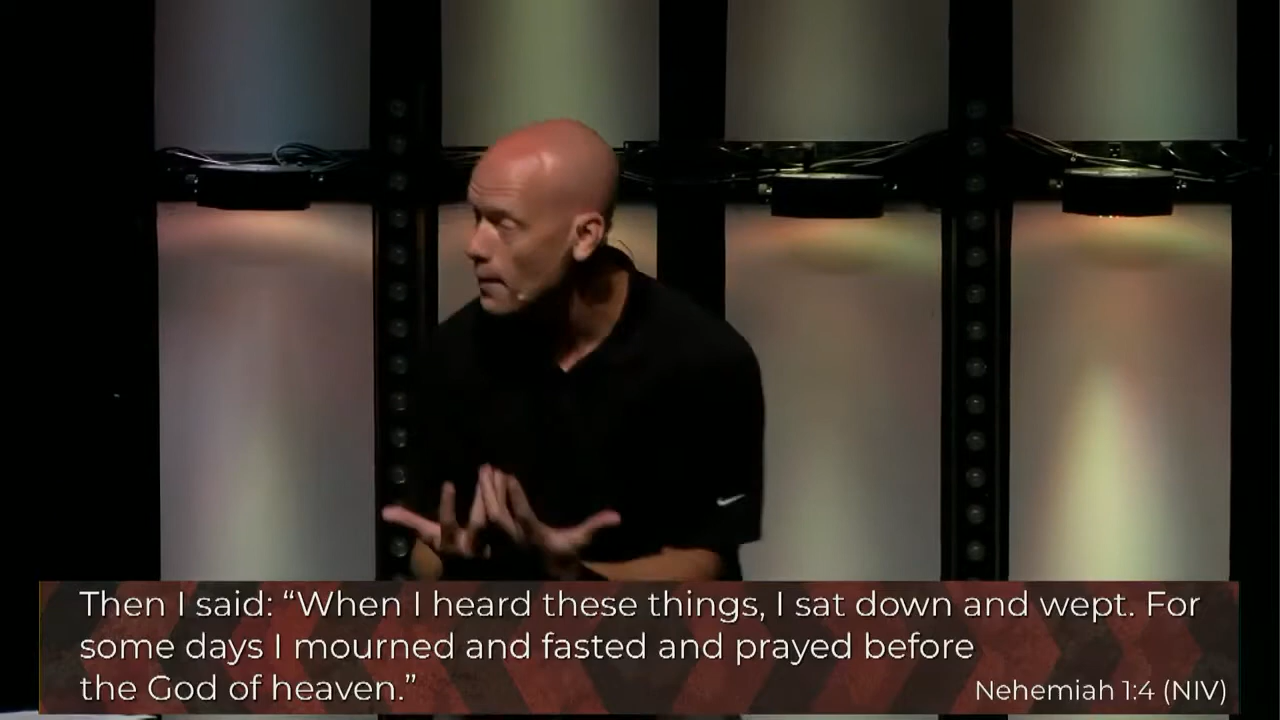 Then I said: “When I heard these things, I sat down and wept. For
some days I mourned and fasted and prayed before
the God of heaven.”
Nehemiah 1:4 (NIV)